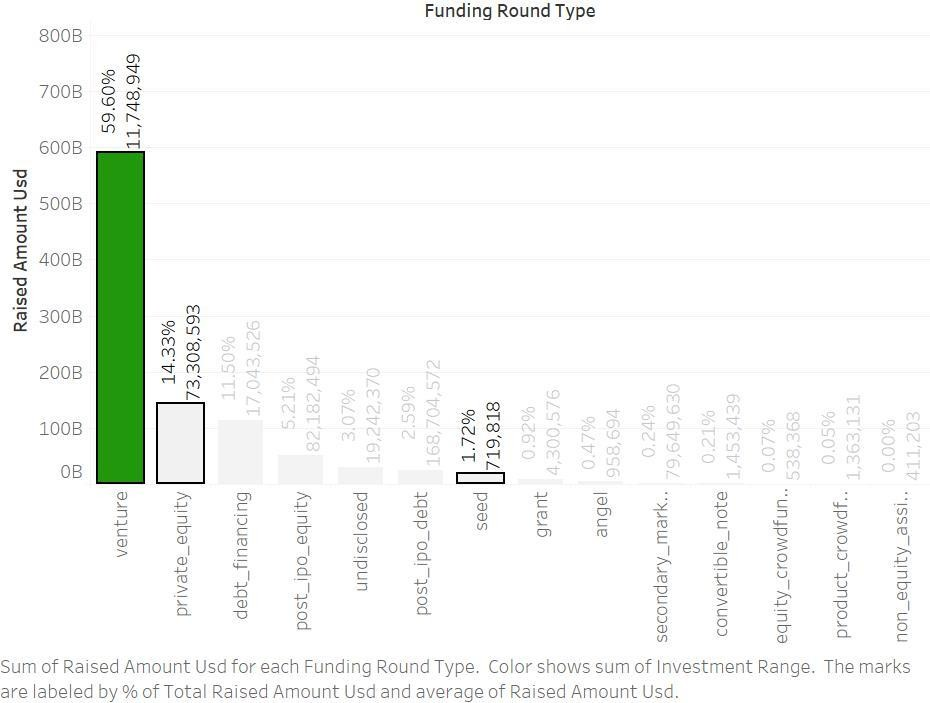 Funding Round Type
800B
700B
600B
500B
400B
300B
200B
100B
0B
Raised Amount Usd
59.60%
11,748,949
14.33%
73,308,593
11.50%
17,043,526
5.21%
82,182,494
3.07%
19,242,370
2.59%
168,704,572
1.72%
719,818
0.92%
4,300,576
0.47%
958,694
0.24%
79,649,630
0.21%
1,453,439
0.07%
538,368
0.05%
1,363,131
0.00%
411,203
venture
private_equity
debt_financing
post_ipo_equity
undisclosed
post_ipo_debt
seed
grant
angel
secondary_mark..
convertible_note
equity_crowdfun..
product_crowdf..
non_equity_assi..
Sum of Raised Amount Usd for each Funding Round Type.  Color shows sum of Investment Range.  The marks
are labeled by % of Total Raised Amount Usd and average of Raised Amount Usd.